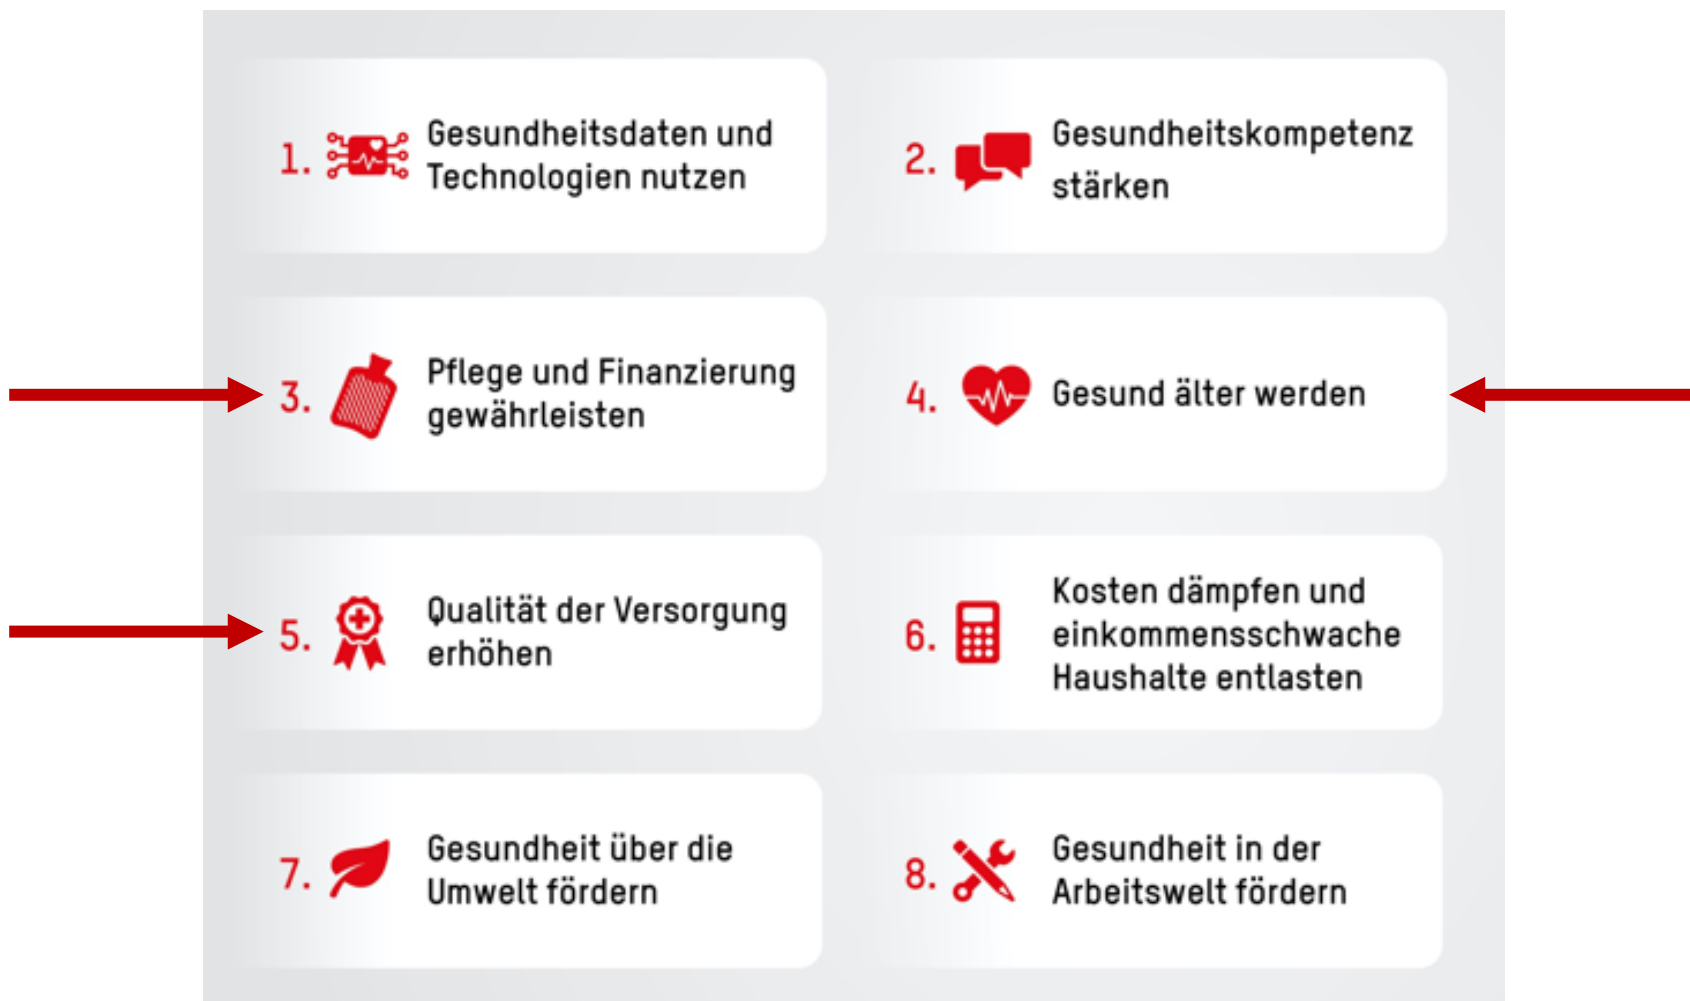 1. Gesundheitsdaten und
Technologien nutzen
2. Gesundheitskompetenz
stärken
3. Pflege und Finanzierung
gewährleisten
4. Gesund älter werden
5. Qualität der Versorgung
erhöhen
6. Kosten dämpfen und
einkommensschwache
Haushalte entlasten
7. Gesundheit über die
Umwelt fördern
8. Gesundheit in der
Arbeitswelt fördern